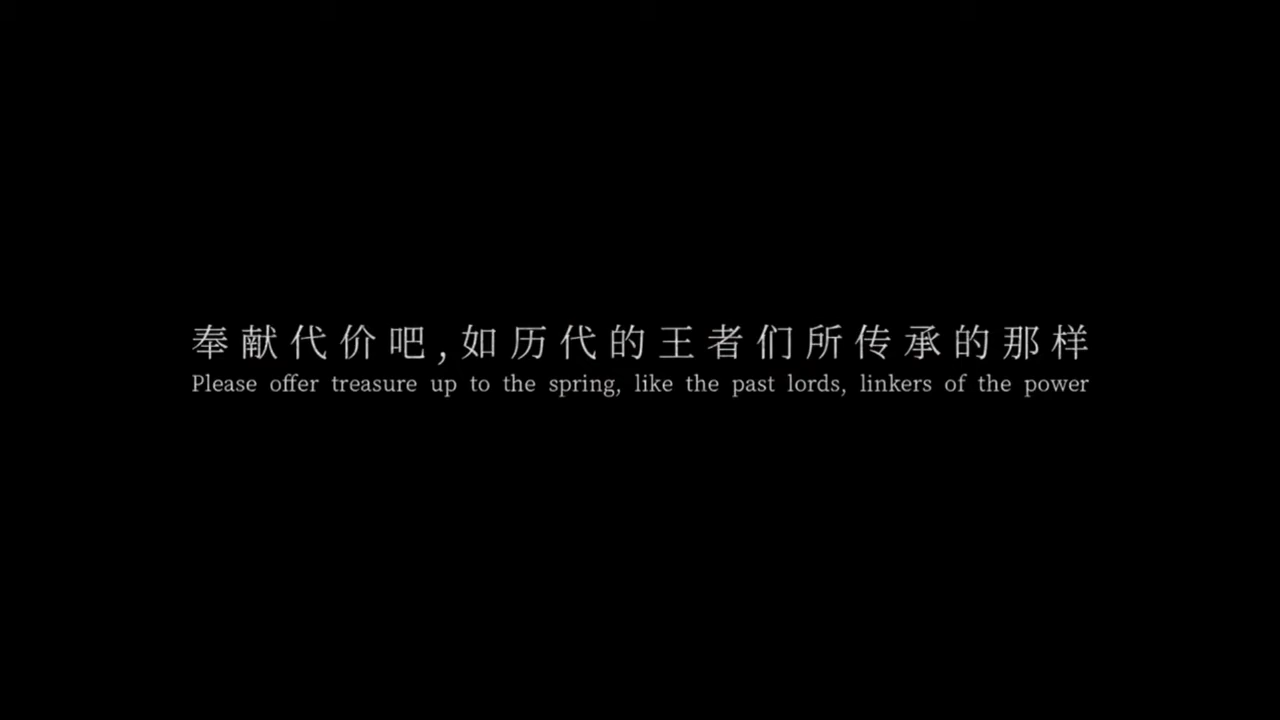 奉献代价吧,如历代的王者们所传承的那样
Please offer treasure up to the spring, like the past lords, linkers of the power